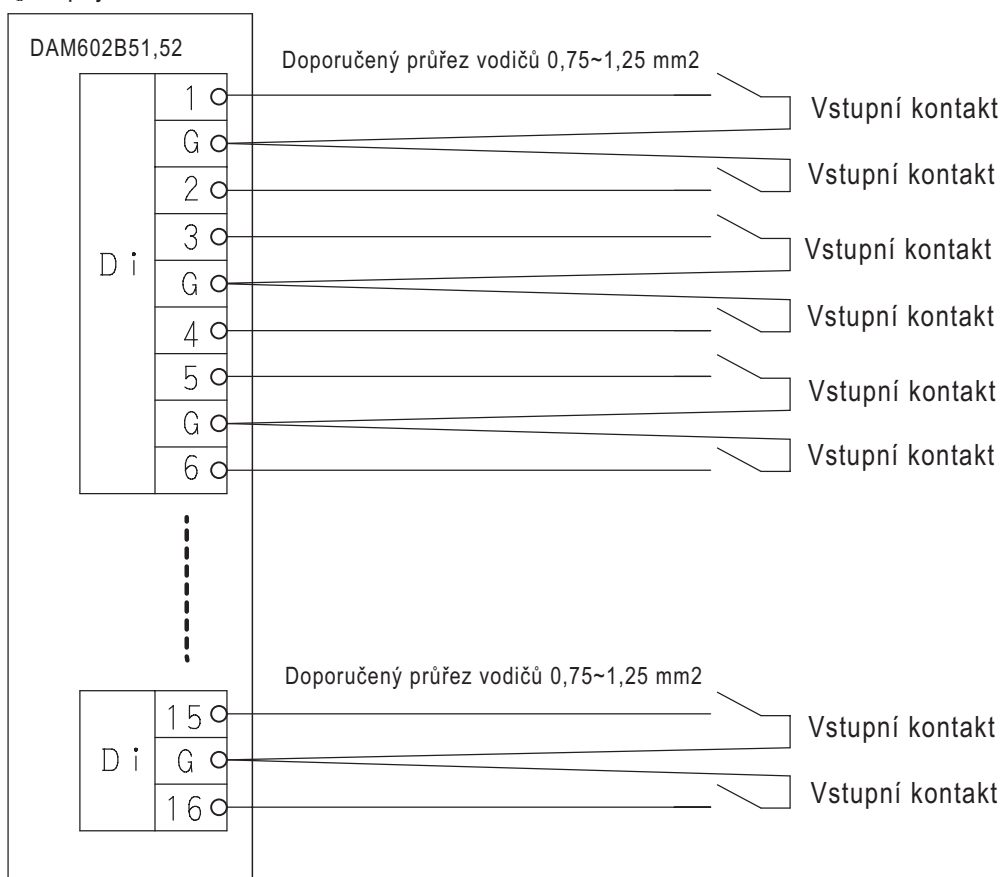 DAM602B51,52
Doporučený průřez vodičů 0,75~1,25 mm2
1
Vstupní kontakt
G
2
Vstupní kontakt
3
Vstupní kontakt
Di
G
4
Vstupní kontakt
5
Vstupní kontakt
G
6
Vstupní kontakt
Doporučený průřez vodičů 0,75~1,25 mm2
15
Vstupní kontakt
Di
G
16
Vstupní kontakt